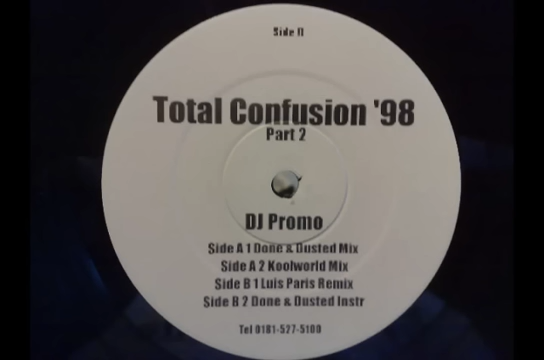 Side A
Total Confusion '98
Part 2
DJ Promo
Side A 1 Done & Dusted Mix
Side A 2 Koolworld Mix
Side B 1 Luis Paris Remix
Side B 2 Done & Dusted Instr
Tel 0181-527-5100